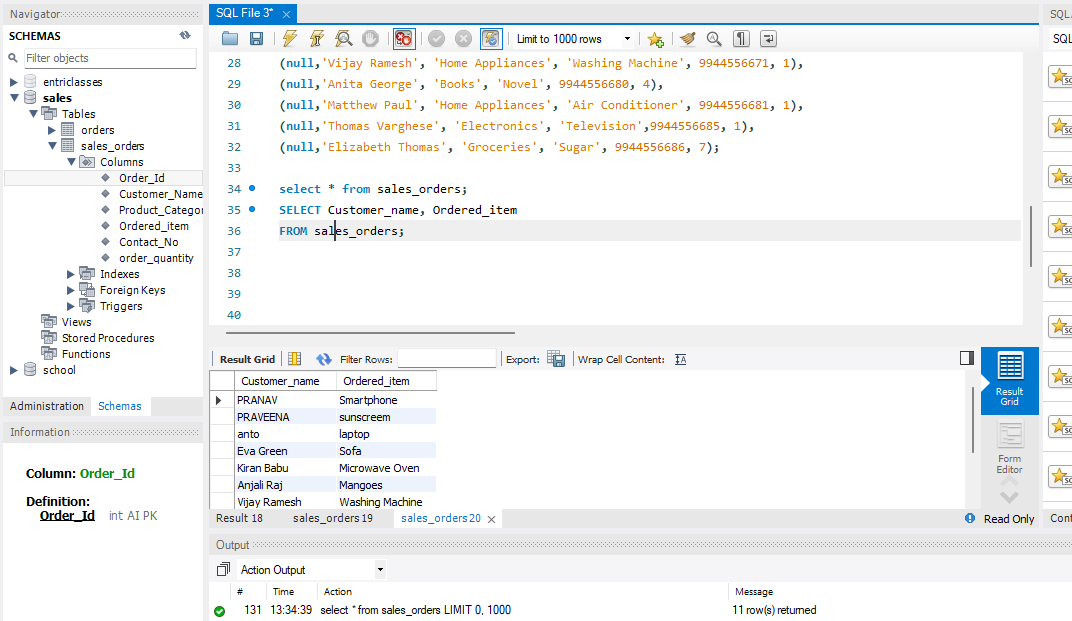 Navigator
SCHEMAS
Filter objects
entriclasses
sales
Tables
orders
sales_orders
Columns
Order_Id
Customer_Name
Product_Catego
Ordered_item
Contact_No
order_quantity
Indexes
Foreign Keys
Triggers
Views
Stored Procedures
Functions
school
Administration Schemas
Information
Column: Order_Id
Definition:
Order_Id int AI PK
SQL File 3*
Limit to 1000 rows
28 (null,'Vijay Ramesh', 'Home Appliances', 'Washing Machine', 9944556671, 1),
29 (null,'Anita George', 'Books', 'Novel', 9944556680, 4),
30 (null,'Matthew Paul', 'Home Appliances', 'Air Conditioner', 9944556681, 1),
31 (null,'Thomas Varghese', 'Electronics', 'Television',9944556685, 1),
32 (null,'Elizabeth Thomas', 'Groceries', 'Sugar', 9944556686, 7);
33
34 select * from sales_orders;
35 SELECT Customer_name, Ordered_item
36 FROM sales_orders;
37
38
39
40
Result Grid Filter Rows: Export: Wrap Cell Content:
Customer_name Ordered_item
PRANAV Smartphone
PRAVEENA sunscreem
anto laptop
Eva Green Sofa
Kiran Babu Microwave Oven
Anjali Raj Mangoes
Vijay Ramesh Washing Machine
Result Grid
Form Editor
Result 18 sales_orders 19 sales_orders 20 Read Only
Output
Action Output
# Time Action Message
131 13:34:39 select * from sales_orders LIMIT 0, 1000 11 row(s) returned
SQL
SQL
Cont